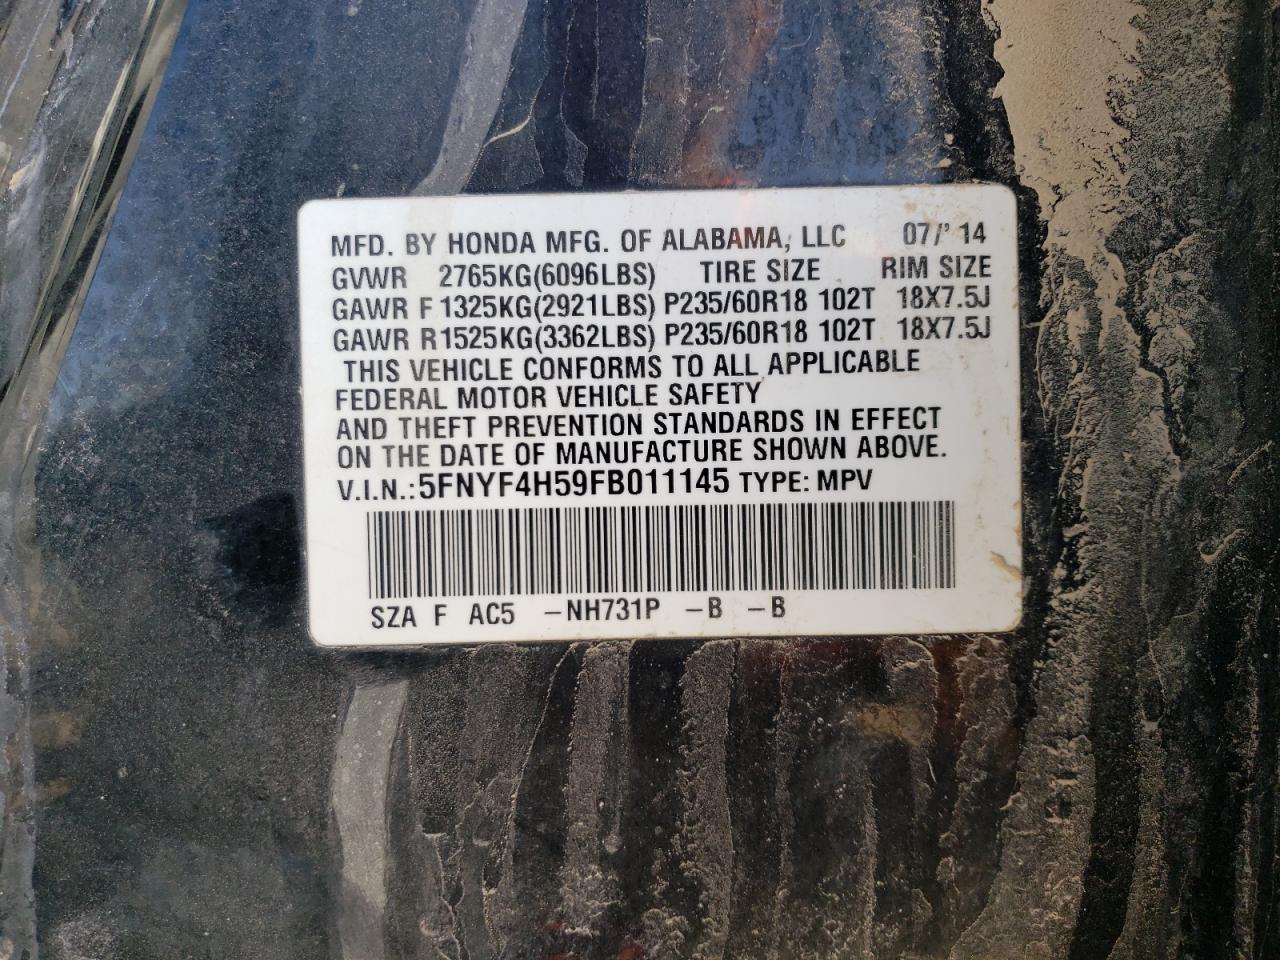 MFD. BY HONDA MFG. OF ALABAMA, LLC 07/' 14
GVWR 2765KG(6096LBS) TIRE SIZE RIM SIZE
GAWR F 1325KG(2921LBS) P235/60R18 102T 18X7.5J
GAWR R1525KG(3362LBS) P235/60R18 102T 18X7.5J
THIS VEHICLE CONFORMS TO ALL APPLICABLE
FEDERAL MOTOR VEHICLE SAFETY
AND THEFT PREVENTION STANDARDS IN EFFECT
ON THE DATE OF MANUFACTURE SHOWN ABOVE.
V.I.N.:5FNYF4H59FB011145 TYPE: MPV
SZA F AC5 -NH731P -B -B